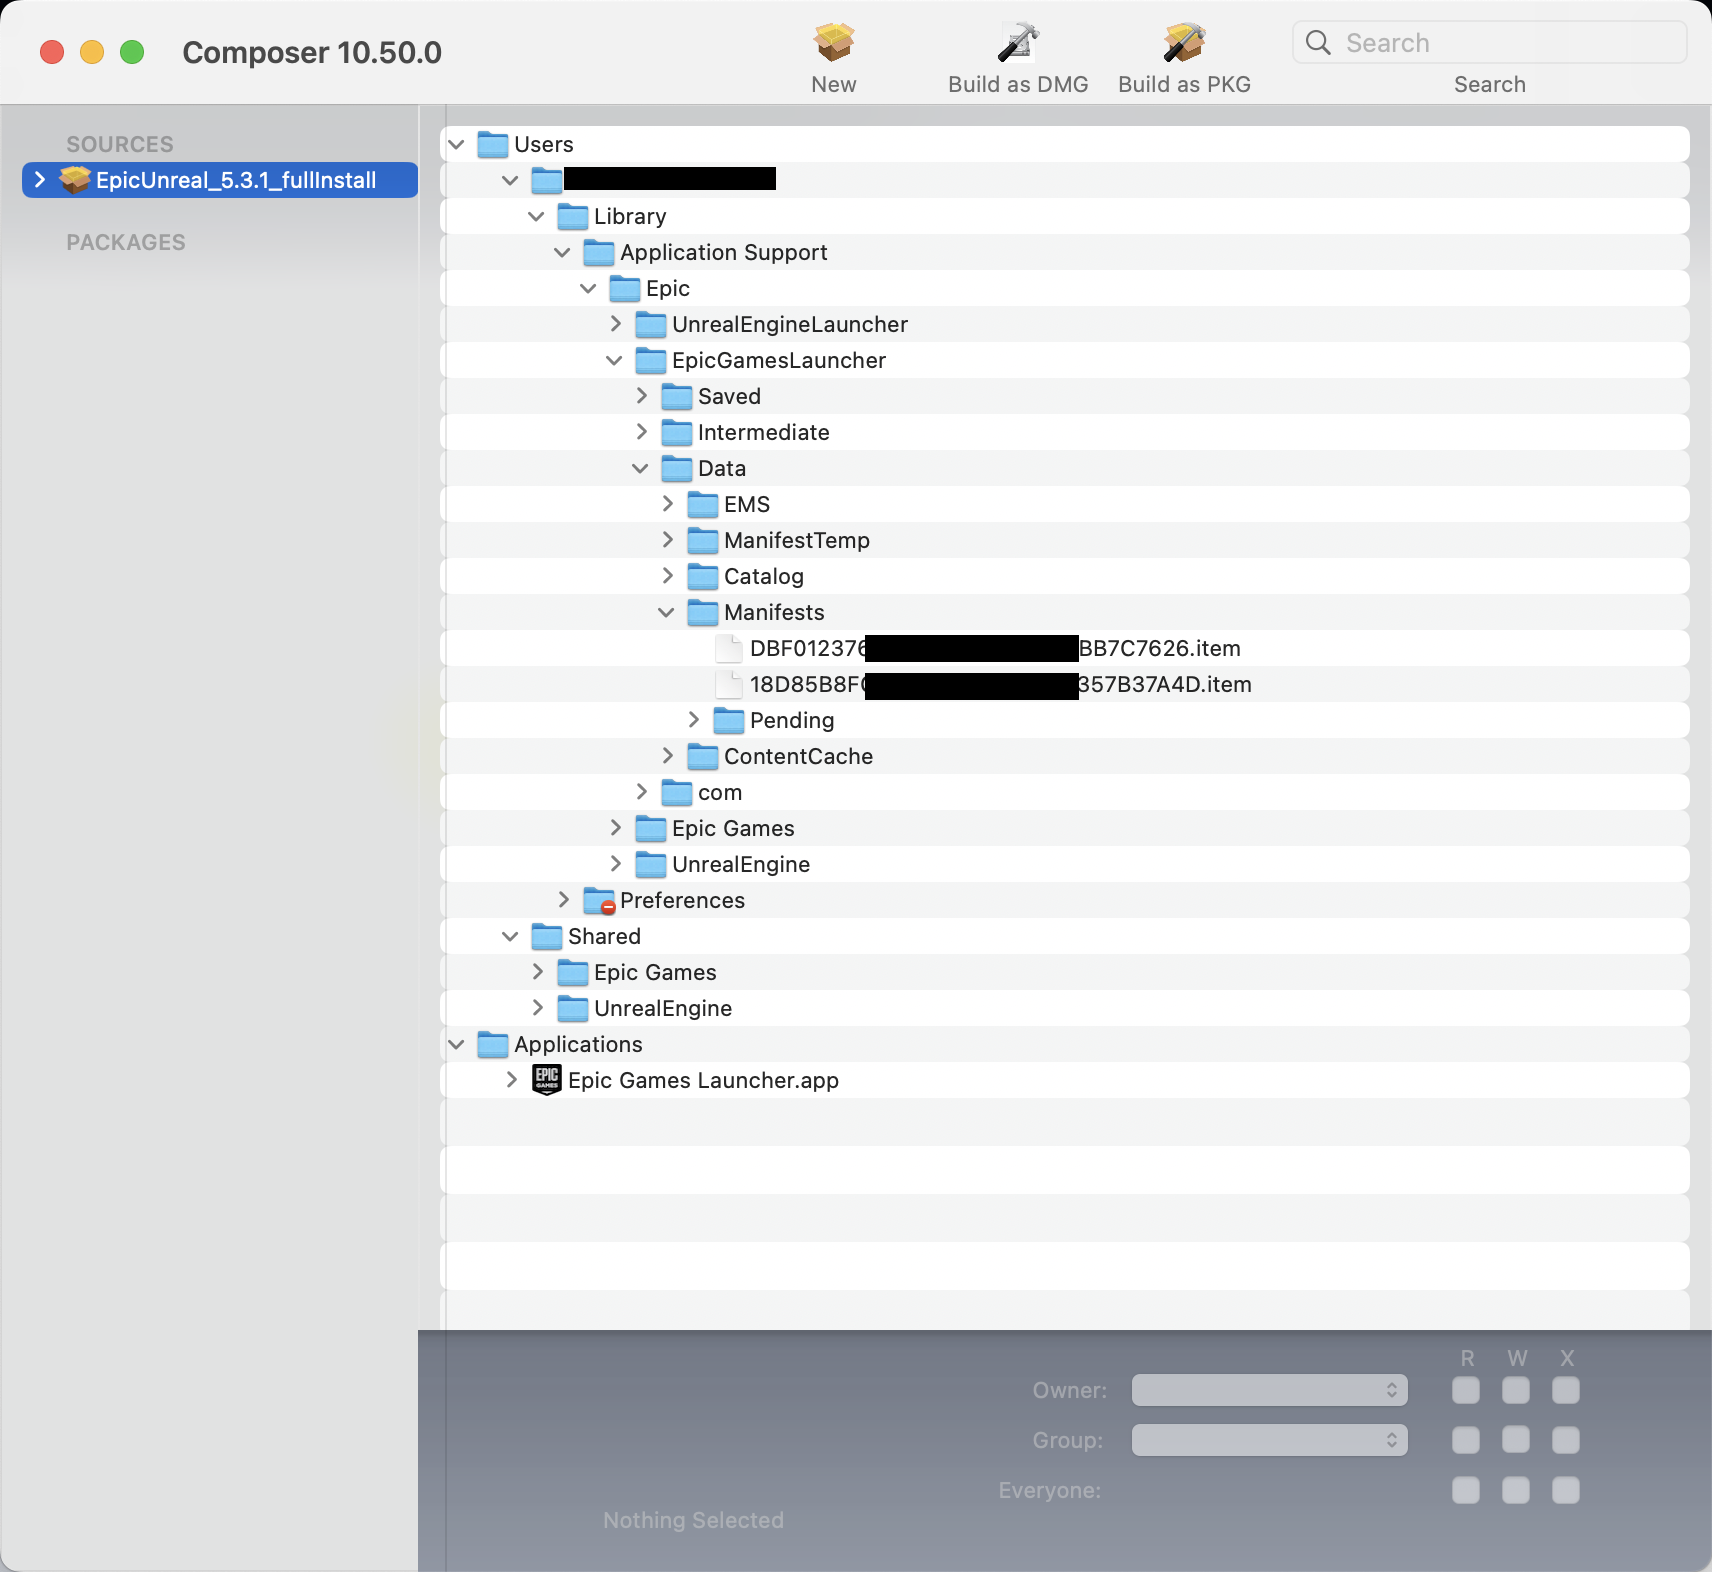 Composer 10.50.0
New
Build as DMG
Build as PKG
Search
Search
SOURCES
EpicUnreal_5.3.1_fullInstall
PACKAGES
Users
Library
Application Support
Epic
UnrealEngineLauncher
EpicGamesLauncher
Saved
Intermediate
Data
EMS
ManifestTemp
Catalog
Manifests
DBF012376 BB7C7626.item
18D85B8F 357B37A4D.item
Pending
ContentCache
com
Epic Games
UnrealEngine
Preferences
Shared
Epic Games
UnrealEngine
Applications
EPIC GAMES
Epic Games Launcher.app
R W X
Owner:
Group:
Everyone:
Nothing Selected